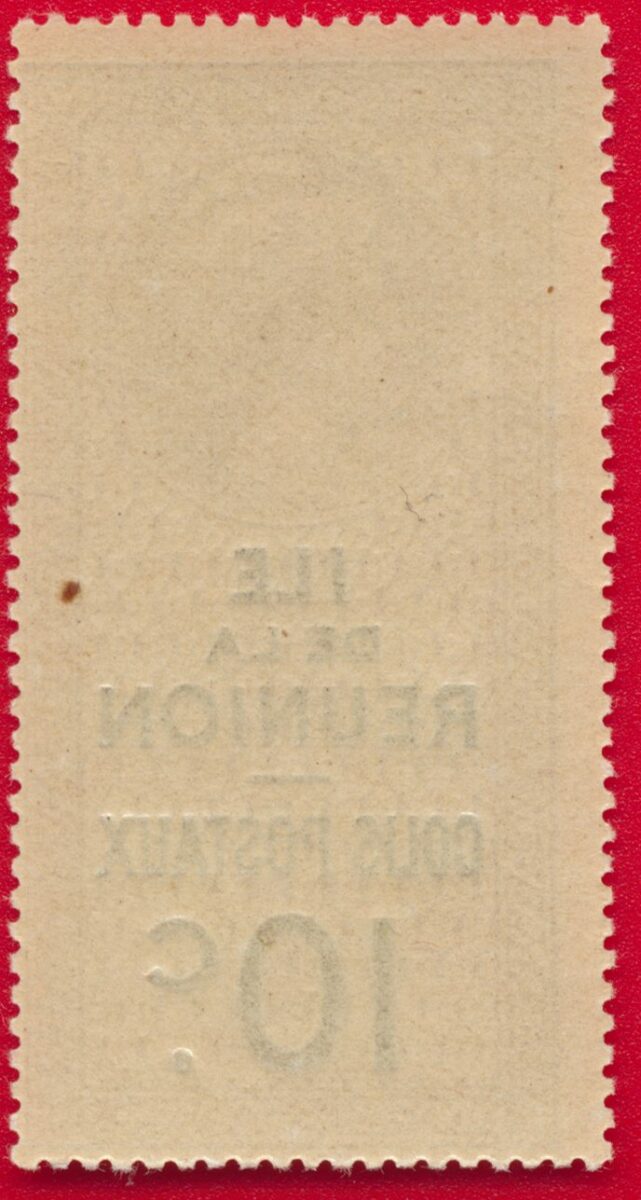 ILE
DE LA
REUNION
COLIS POSTAUX
10c.